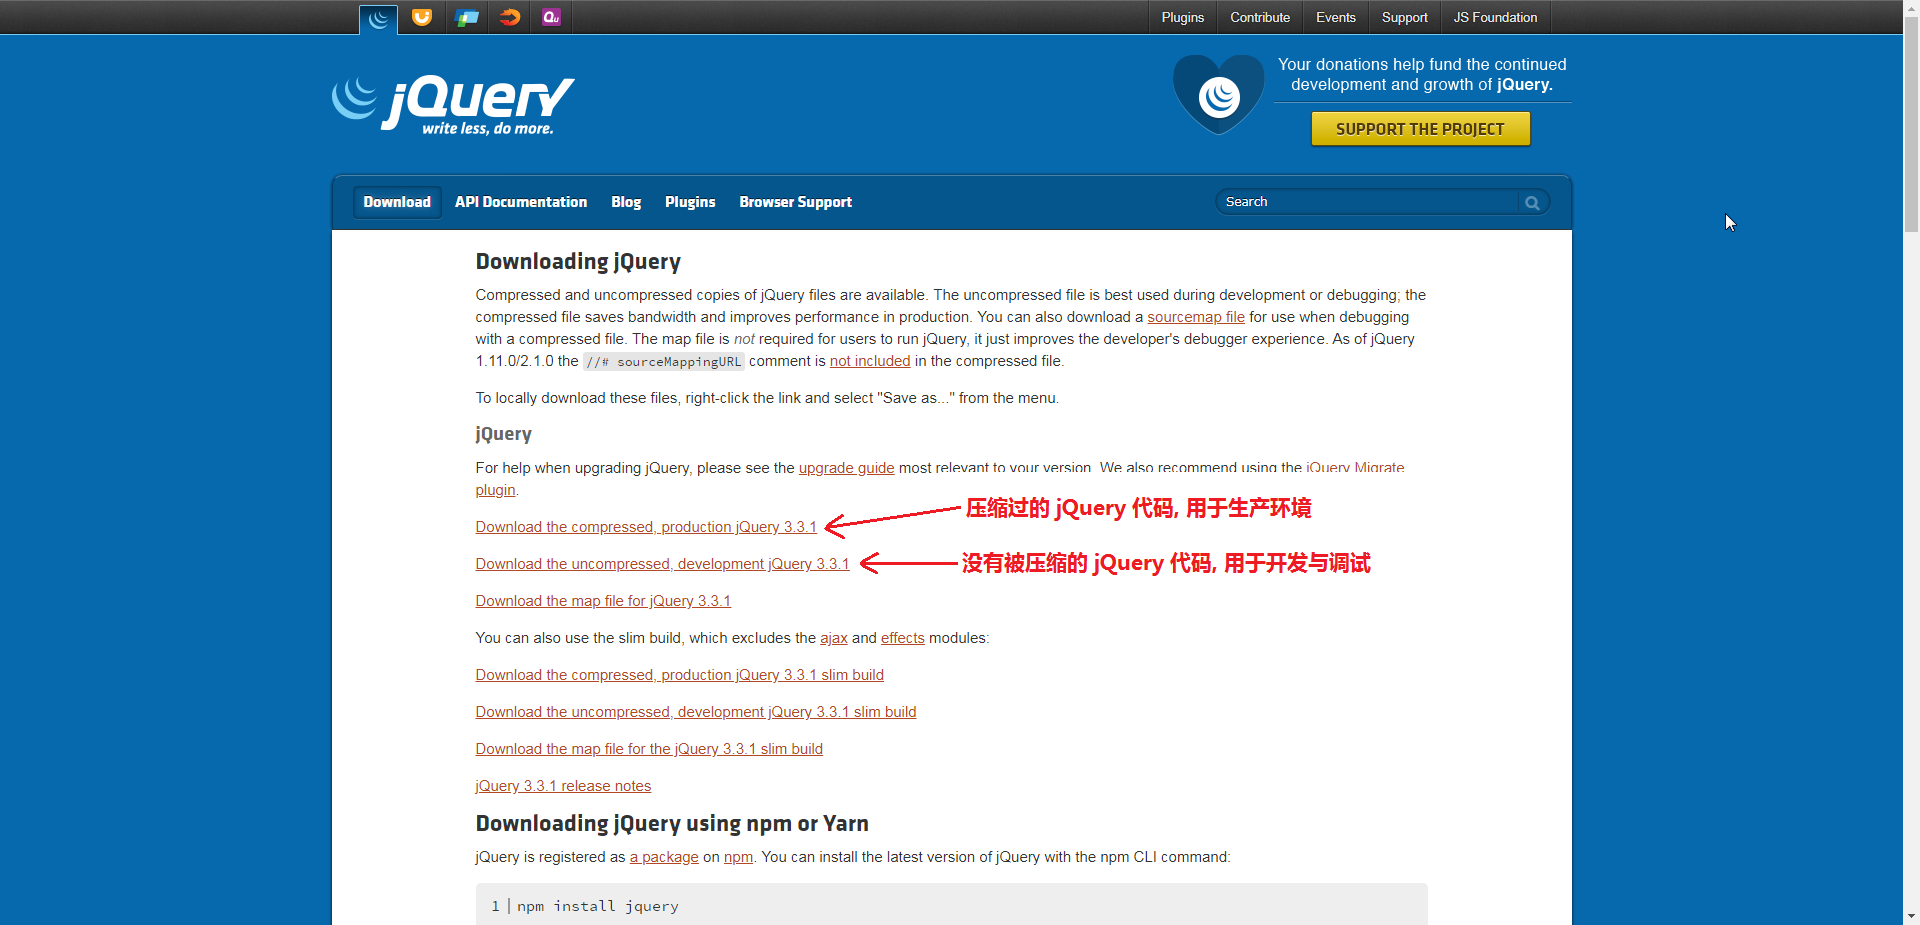 Plugins Contribute Events Support JS Foundation
Qu
jQuery
write less, do more.
Your donations help fund the continued
development and growth of jQuery.
SUPPORT THE PROJECT
Download API Documentation Blog Plugins Browser Support
Search
Downloading jQuery
Compressed and uncompressed copies of jQuery files are available. The uncompressed file is best used during development or debugging; the
compressed file saves bandwidth and improves performance in production. You can also download a sourcemap file for use when debugging
with a compressed file. The map file is not required for users to run jQuery, it just improves the developer's debugger experience. As of jQuery
1.11.0/2.1.0 the //# sourceMappingURL comment is not included in the compressed file.
To locally download these files, right-click the link and select "Save as..." from the menu.
jQuery
For help when upgrading jQuery, please see the upgrade guide most relevant to your version. We also recommend using the jQuery Migrate
plugin.
压缩过的 jQuery 代码, 用于生产环境
Download the compressed, production jQuery 3.3.1
没有被压缩的 jQuery 代码, 用于开发与调试
Download the uncompressed, development jQuery 3.3.1
Download the map file for jQuery 3.3.1
You can also use the slim build, which excludes the ajax and effects modules:
Download the compressed, production jQuery 3.3.1 slim build
Download the uncompressed, development jQuery 3.3.1 slim build
Download the map file for the jQuery 3.3.1 slim build
jQuery 3.3.1 release notes
Downloading jQuery using npm or Yarn
jQuery is registered as a package on npm. You can install the latest version of jQuery with the npm CLI command:
1 npm install jquery